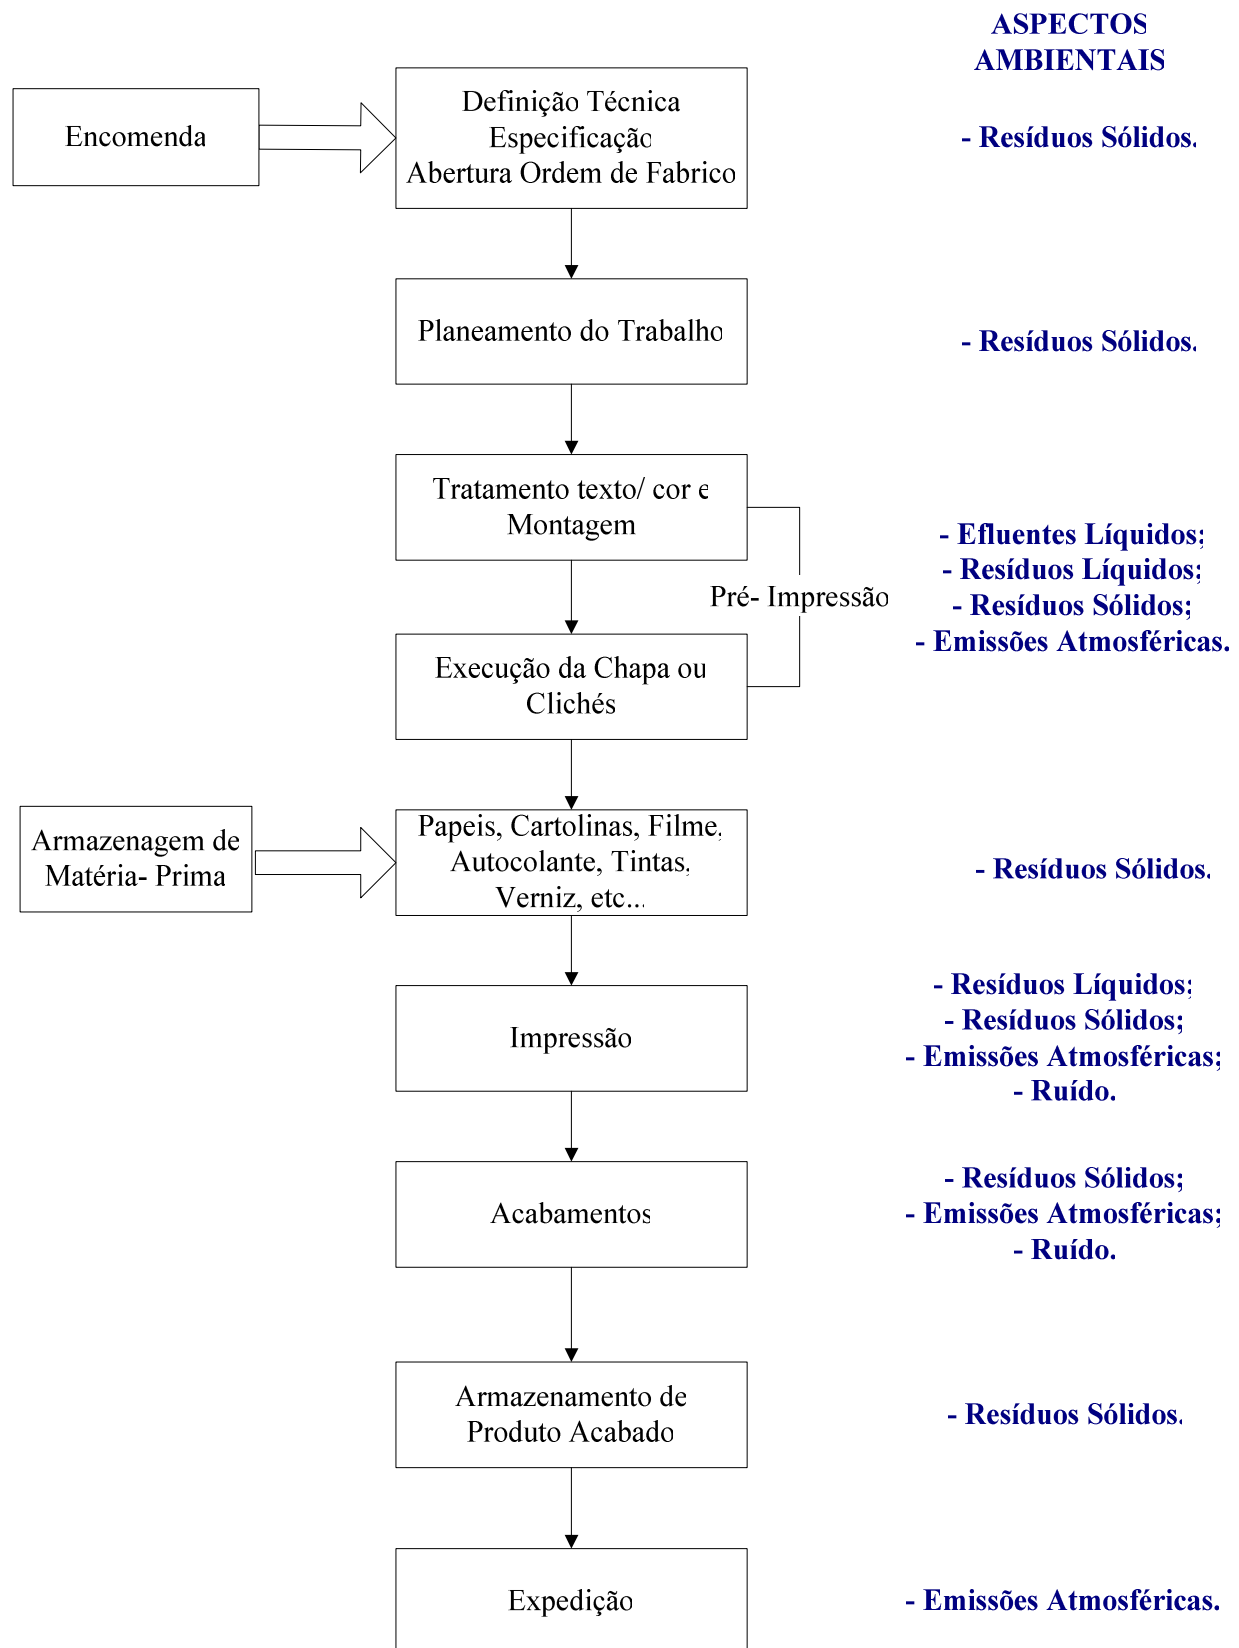 ASPECTOS
AMBIENTAIS
Encomenda
Definição Técnica
Especificação
Abertura Ordem de Fabrico
- Resíduos Sólidos.
Planeamento do Trabalho
- Resíduos Sólidos.
Tratamento texto/ cor e
Montagem
Pré- Impressão
Execução da Chapa ou
Clichés
- Efluentes Líquidos;
- Resíduos Líquidos;
- Resíduos Sólidos;
- Emissões Atmosféricas.
Armazenagem de
Matéria- Prima
Papeis, Cartolinas, Filme,
Autocolante, Tintas,
Verniz, etc...
- Resíduos Sólidos.
Impressão
- Resíduos Líquidos;
- Resíduos Sólidos;
- Emissões Atmosféricas;
- Ruído.
Acabamentos
- Resíduos Sólidos;
- Emissões Atmosféricas;
- Ruído.
Armazenamento de
Produto Acabado
- Resíduos Sólidos.
Expedição
- Emissões Atmosféricas.